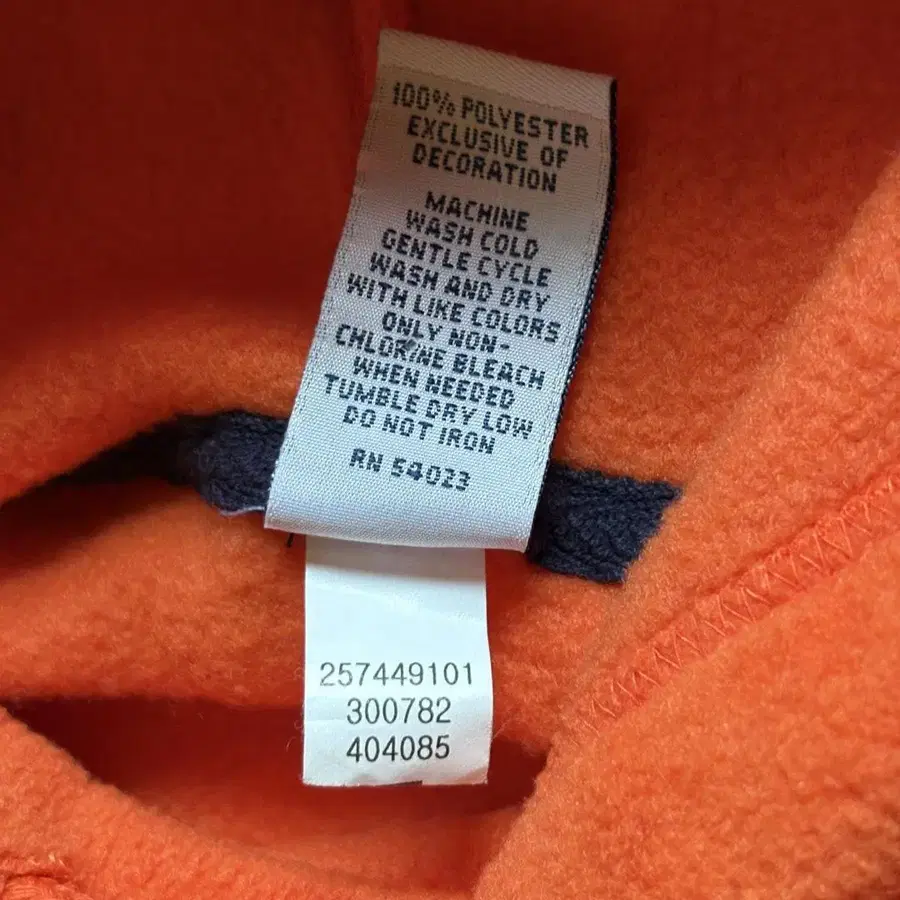 100% POLYESTER
EXCLUSIVE OF
DECORATION
MACHINE
WASH COLD
GENTLE CYCLE
WASH AND DRY
WITH LIKE COLORS
ONLY NON-
CHLORINE BLEACH
WHEN NEEDED
TUMBLE DRY LOW
DO NOT IRON
RN 54023
257449101
300782
404085